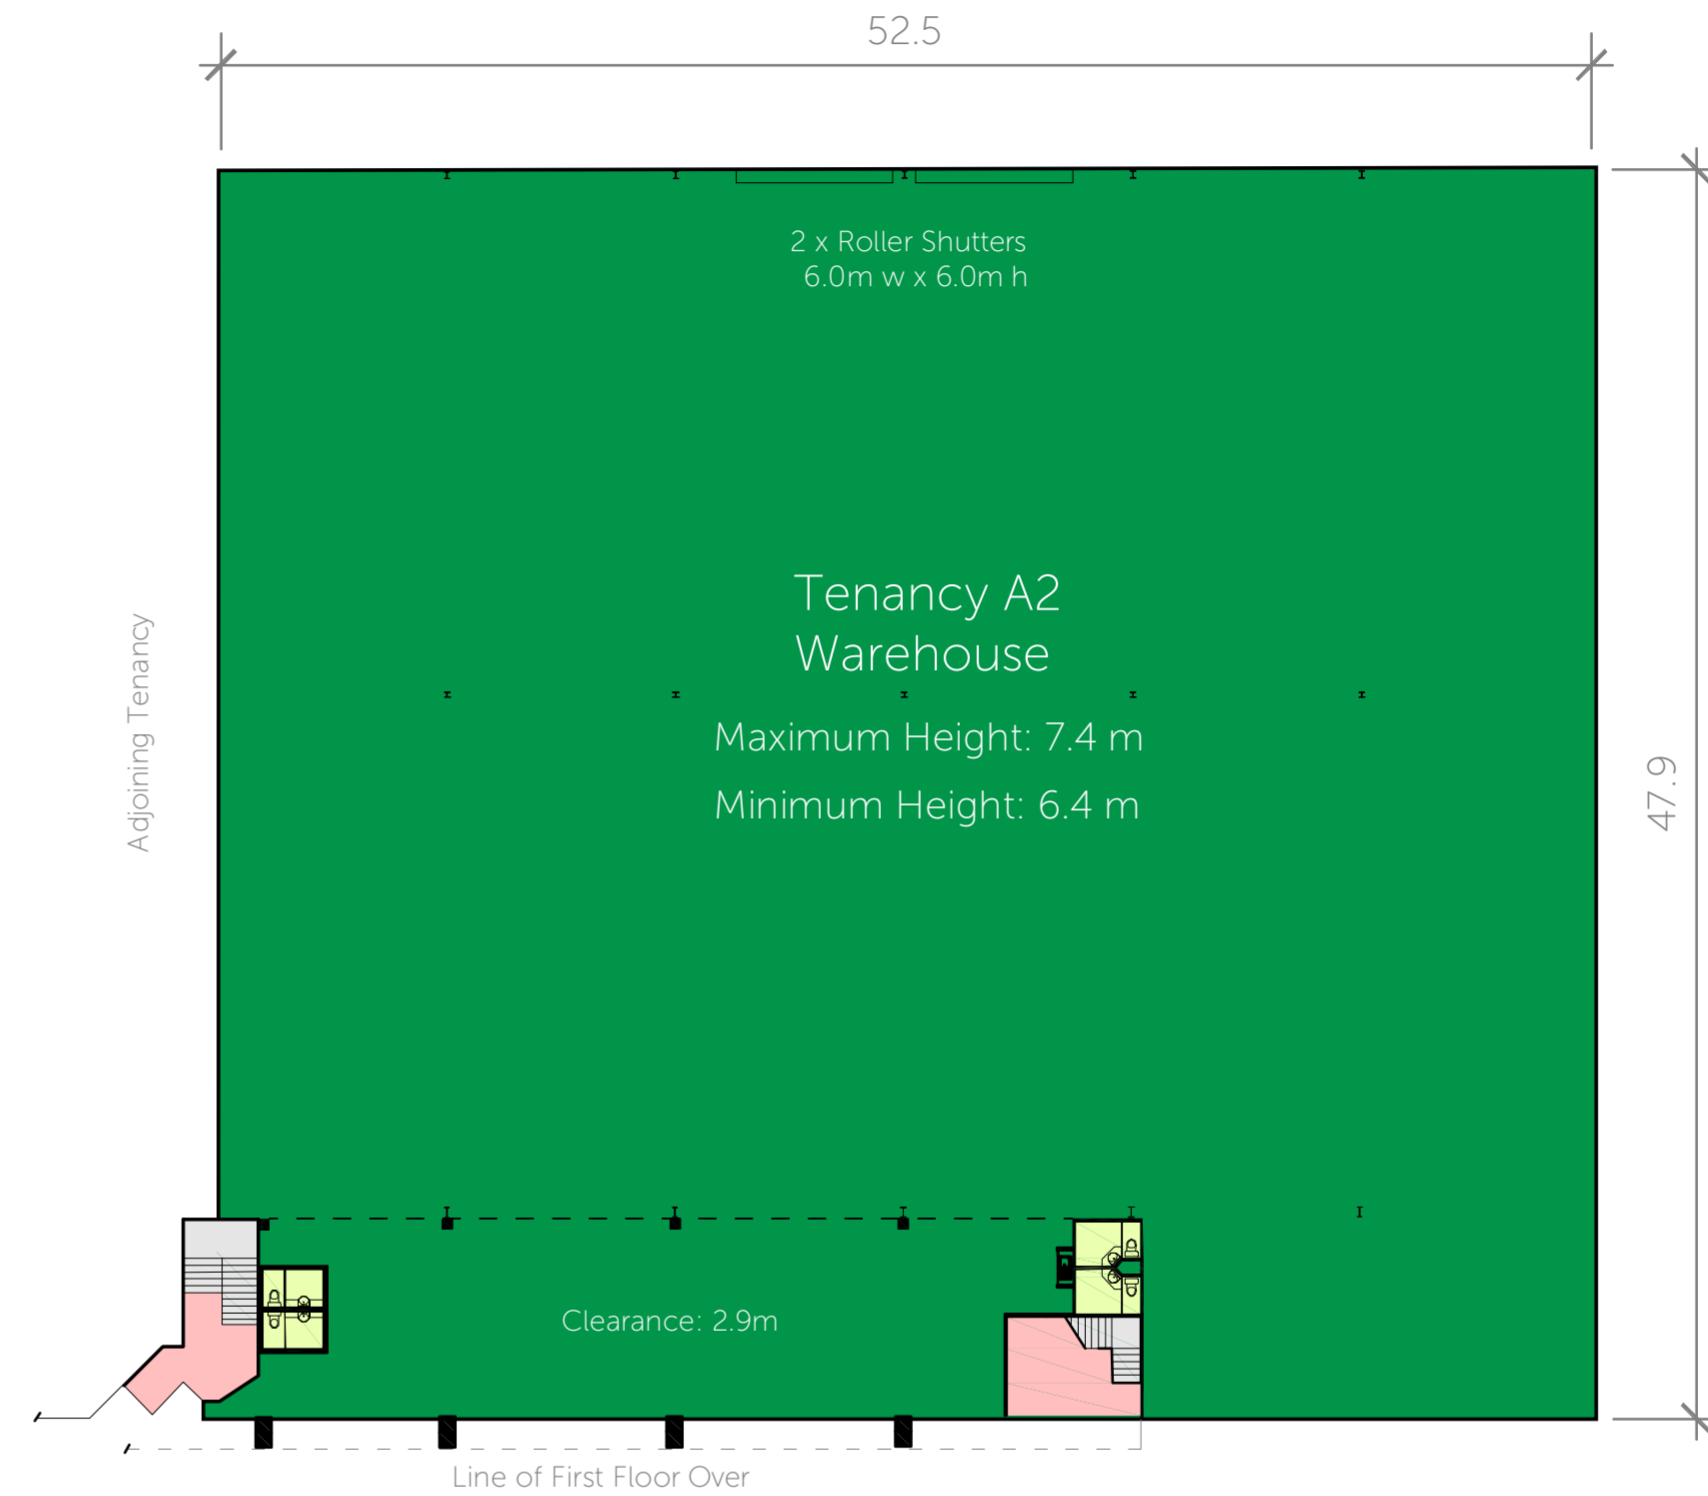 52.5
2 x Roller Shutters
6.0m w x 6.0m h
Tenancy A2
Warehouse
Maximum Height: 7.4 m
Minimum Height: 6.4 m
Adjoining Tenancy
47.9
Clearance: 2.9m
Line of First Floor Over